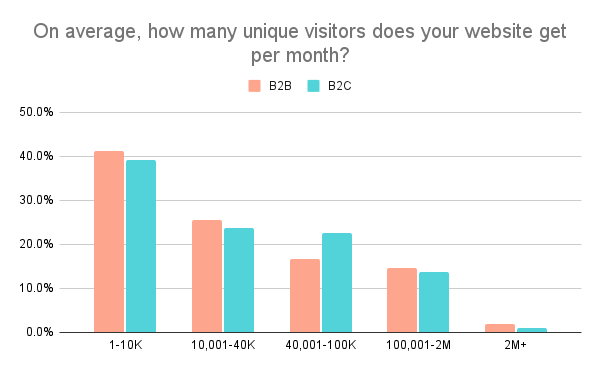 On average, how many unique visitors does your website get
per month?
B2B B2C
50.0%
40.0%
30.0%
20.0%
10.0%
0.0%
1-10K 10,001-40K 40,001-100K 100,001-2M 2M+